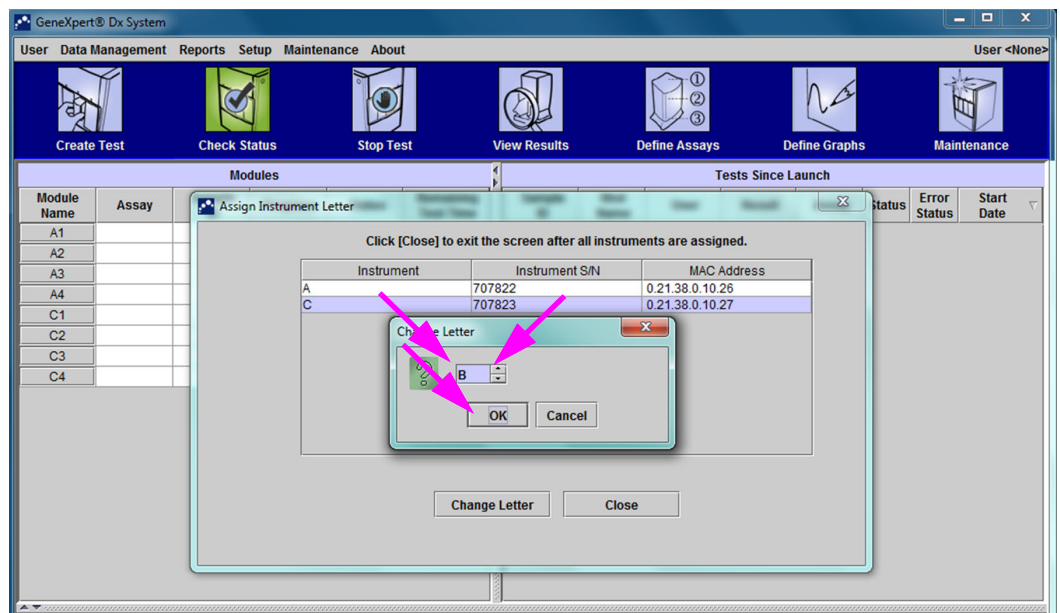 GeneXpert® Dx System
User Data Management Reports Setup Maintenance About User <None>
① ② ③
Create Test Check Status Stop Test View Results Define Assays Define Graphs Maintenance
Modules Tests Since Launch
Module Name Assay Status Error Status Start Date
Assign Instrument Letter
Click [Close] to exit the screen after all instruments are assigned.
Instrument Instrument S/N MAC Address
A 707822 0.21.38.0.10.26
C 707823 0.21.38.0.10.27
A1
A2
A3
A4
C1
C2
C3
C4
Letter
B
OK Cancel
Change Letter Close